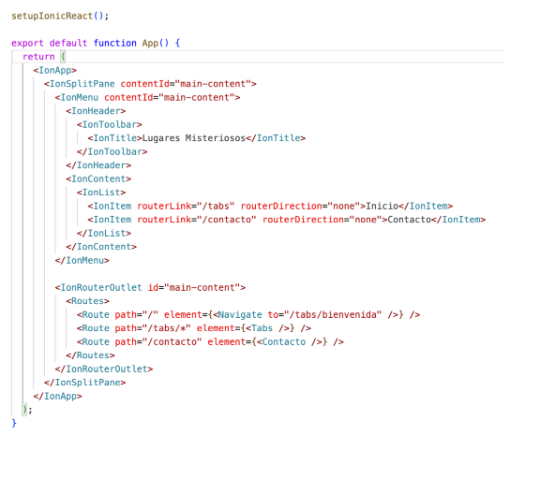 setupIonicReact();

export default function App() {
  return (
    <IonApp>
      <IonSplitPane contentId="main-content">
        <IonMenu contentId="main-content">
          <IonHeader>
            <IonToolbar>
              <IonTitle>Lugares Misteriosos</IonTitle>
            </IonToolbar>
          </IonHeader>
          <IonContent>
            <IonList>
              <IonItem routerLink="/tabs" routerDirection="none">Inicio</IonItem>
              <IonItem routerLink="/contacto" routerDirection="none">Contacto</IonItem>
            </IonList>
          </IonContent>
        </IonMenu>

        <IonRouterOutlet id="main-content">
          <Routes>
            <Route path="/" element={<Navigate to="/tabs/bienvenida" />} />
            <Route path="/tabs/*" element={<Tabs />} />
            <Route path="/contacto" element={<Contacto />} />
          </Routes>
        </IonRouterOutlet>
      </IonSplitPane>
    </IonApp>
  );
}